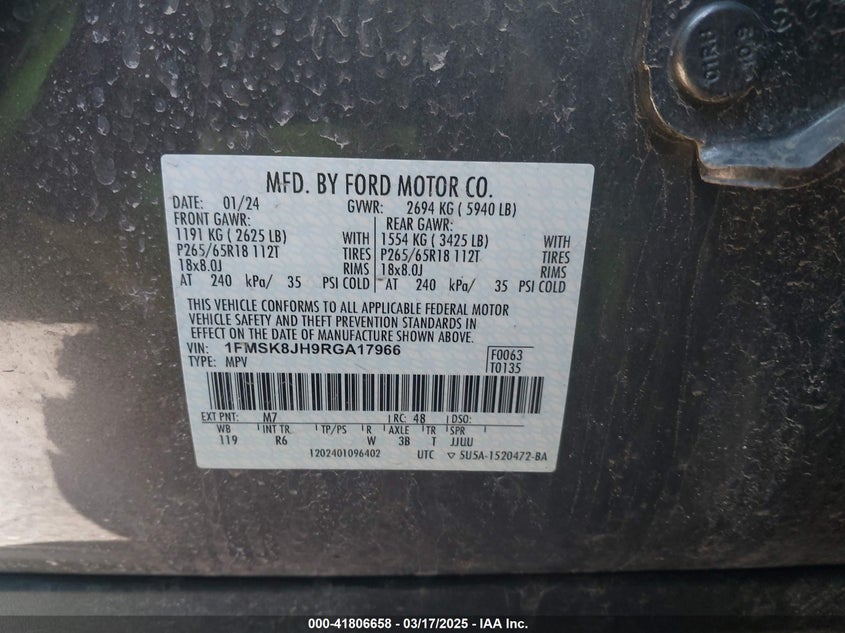 MFD. BY FORD MOTOR CO.
DATE: 01/24 GVWR: 2694 KG ( 5940 LB)
FRONT GAWR: REAR GAWR:
1191 KG ( 2625 LB) WITH 1554 KG ( 3425 LB) WITH
P265/65R18 112T TIRES P265/65R18 112T TIRES
18x8.0J RIMS 18x8.0J RIMS
AT 240 kPa/ 35 PSI COLD AT 240 kPa/ 35 PSI COLD
THIS VEHICLE CONFORMS TO ALL APPLICABLE FEDERAL MOTOR
VEHICLE SAFETY AND THEFT PREVENTION STANDARDS IN
EFFECT ON THE DATE OF MANUFACTURE SHOWN ABOVE.
VIN: 1FMSK8JH9RGA17966 F0063
TYPE: MPV T0135
EXT PNT: M7 RC: 48 DSO:
WB INT TR. TP/PS R AXLE TR SPR
119 R6 W 3B T JJUU
1202401096402 UTC ▽ SU5A-1520472-BA
000-41806658 - 03/17/2025 - IAA Inc.